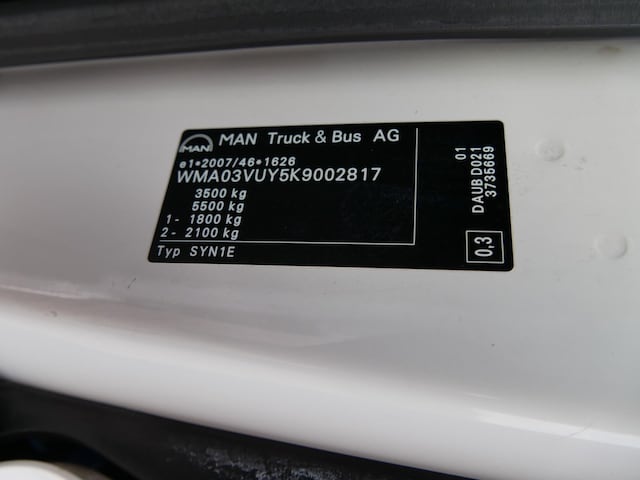 MAN
MAN Truck & Bus AG
e1•2007/46•1626
WMA03VUY5K9002817
3500 kg
5500 kg
1- 1800 kg
2- 2100 kg
Typ SYN1E
01
DAUB D021
3735669
0,3